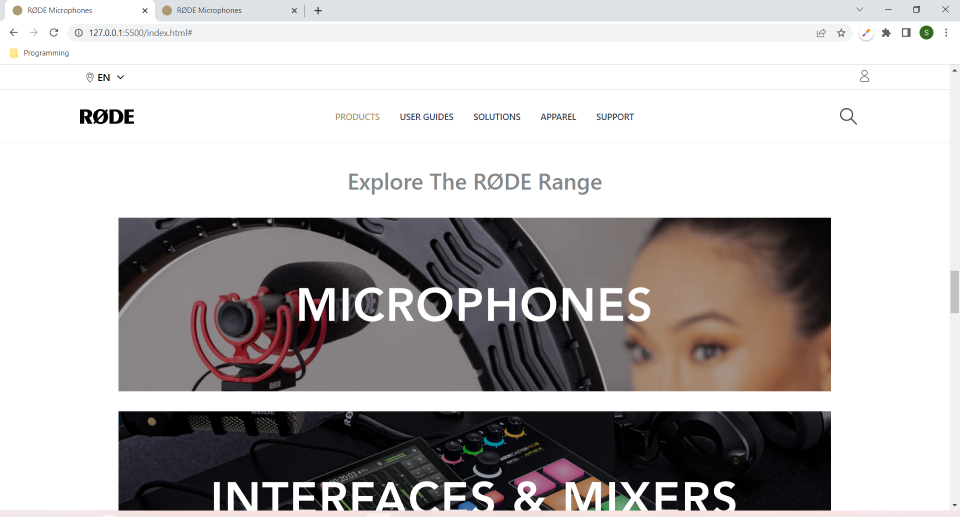 RØDE Microphones
RØDE Microphones
127.0.0.1:5500/index.html#
S
Programming
EN
RØDE
PRODUCTS USER GUIDES SOLUTIONS APPAREL SUPPORT
Explore The RØDE Range
MICROPHONES
RØDE
INTERFACES & MIXERS